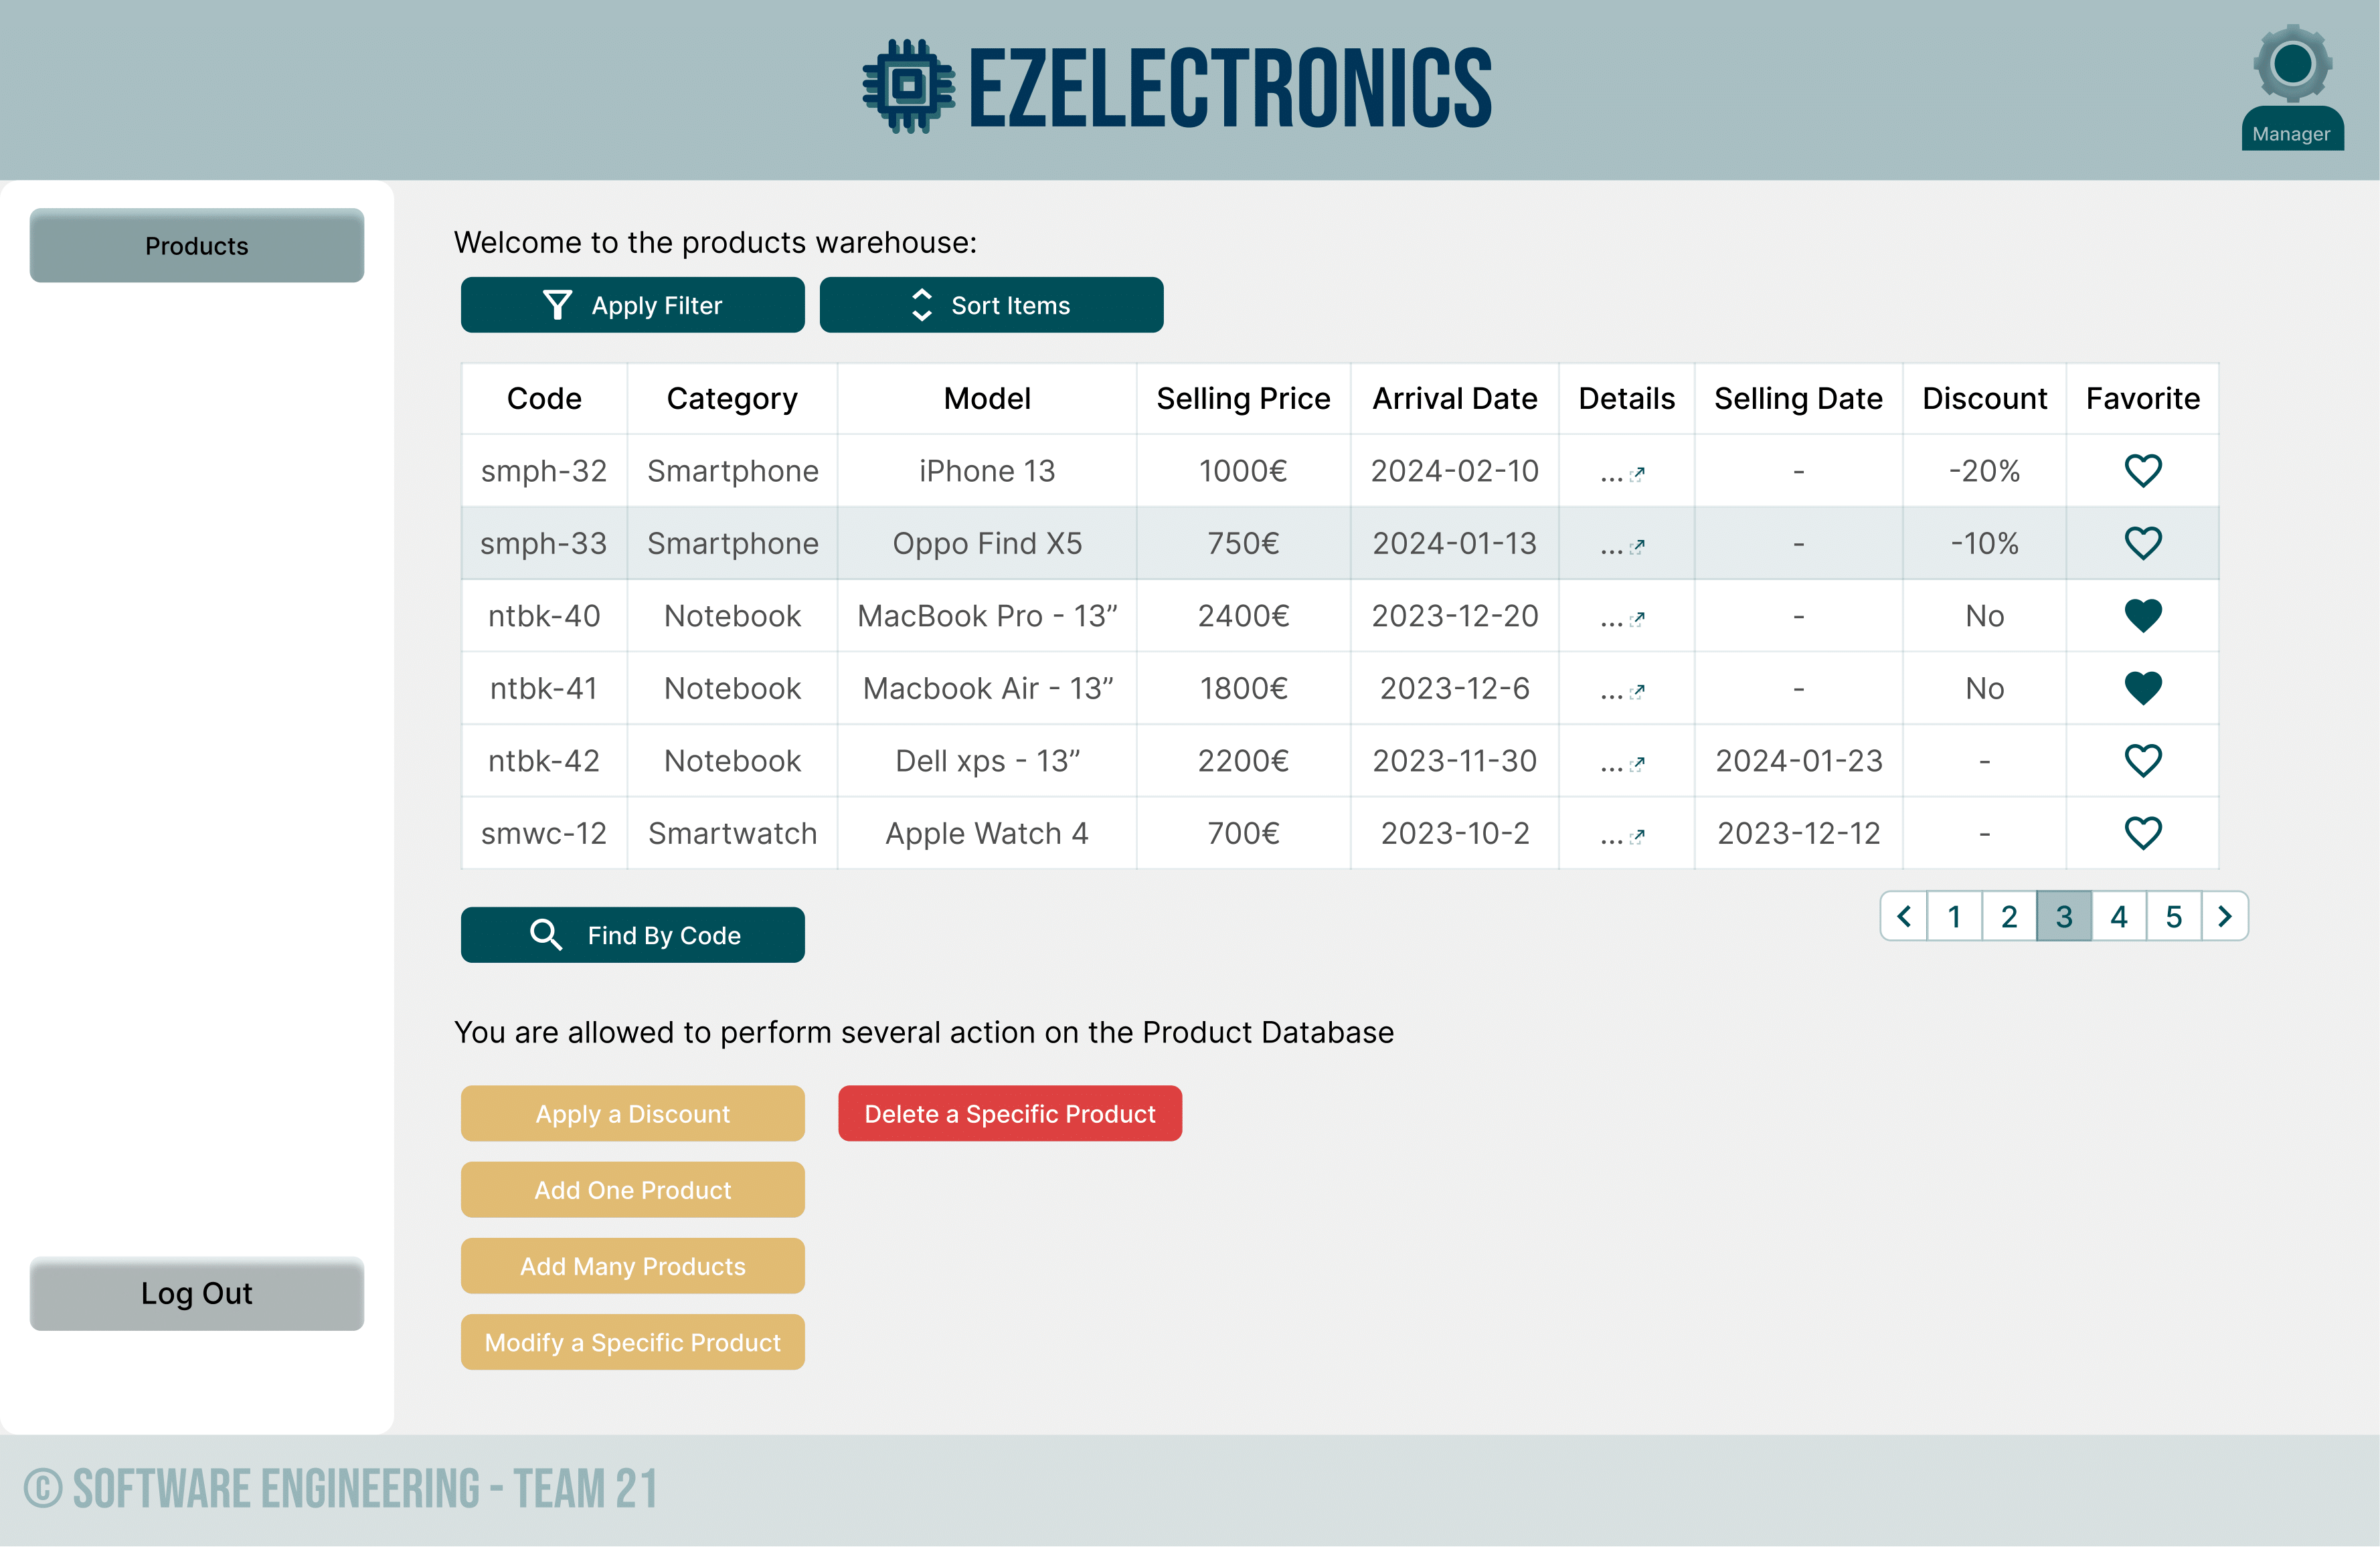 EZELECTRONICS
Manager
Products
Welcome to the products warehouse:
Apply Filter Sort Items
Code Category Model Selling Price Arrival Date Details Selling Date Discount Favorite
smph-32 Smartphone iPhone 13 1000€ 2024-02-10 ... - -20%
smph-33 Smartphone Oppo Find X5 750€ 2024-01-13 ... - -10%
ntbk-40 Notebook MacBook Pro - 13” 2400€ 2023-12-20 ... - No
ntbk-41 Notebook Macbook Air - 13” 1800€ 2023-12-6 ... - No
ntbk-42 Notebook Dell xps - 13” 2200€ 2023-11-30 ... 2024-01-23 -
smwc-12 Smartwatch Apple Watch 4 700€ 2023-10-2 ... 2023-12-12 -
1 2 3 4 5
Find By Code
You are allowed to perform several action on the Product Database
Apply a Discount Delete a Specific Product
Add One Product
Add Many Products
Modify a Specific Product
Log Out
© SOFTWARE ENGINEERING - TEAM 21